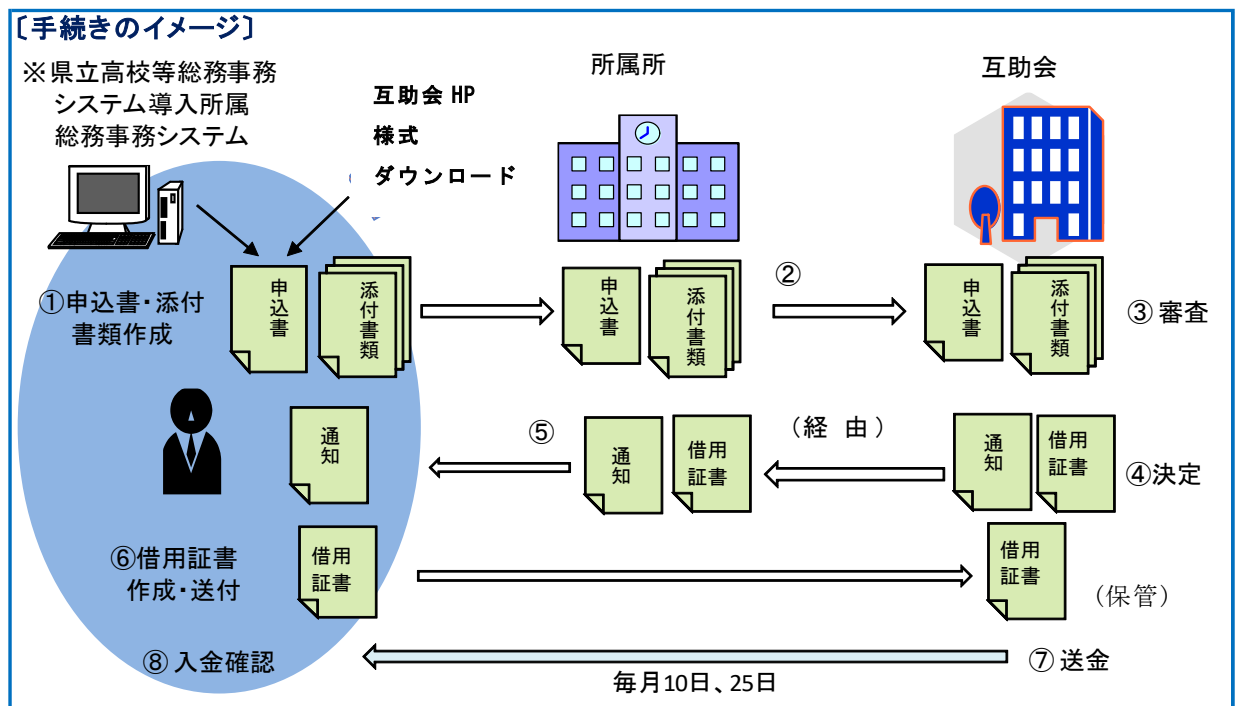 〔手続きのイメージ〕
※県立高校等総務事務
システム導入所属
総務事務システム
互助会 HP
様式
ダウンロード
所属所
互助会
①申込書・添付
書類作成
申込書
添付書類
申込書
添付書類
②
申込書
添付書類
③ 審査
通知
⑤
通知
借用
証書
（経 由）
通知
借用
証書
④決定
⑥借用証書
作成・送付
借用
証書
借用
証書
（保管）
⑧ 入金確認
⑦ 送金
毎月10日、25日